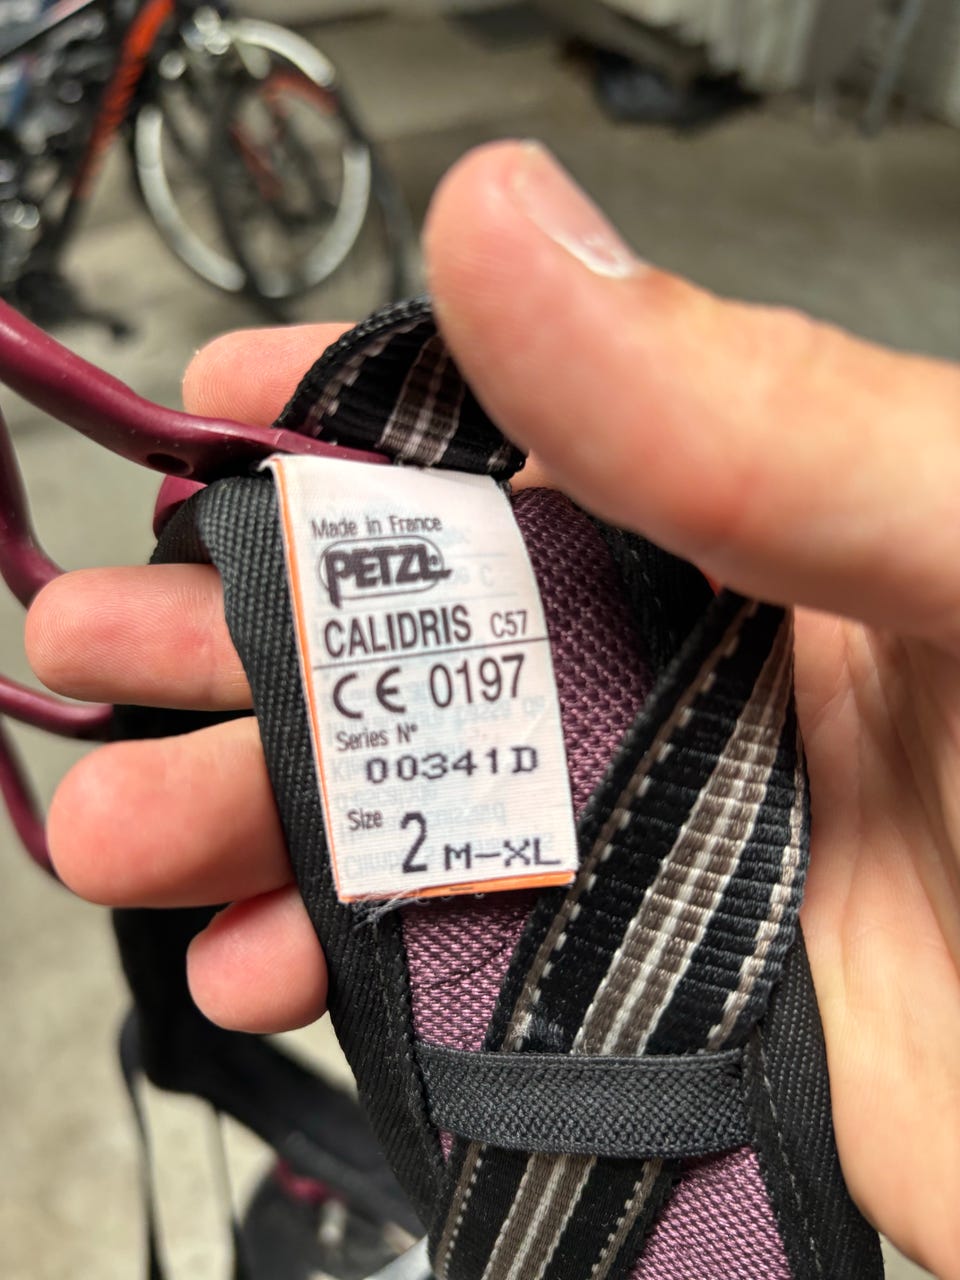 Made in France
PETZL
CALIDRIS C57
CE 0197
Series N°
00341D
Size
2 M-XL